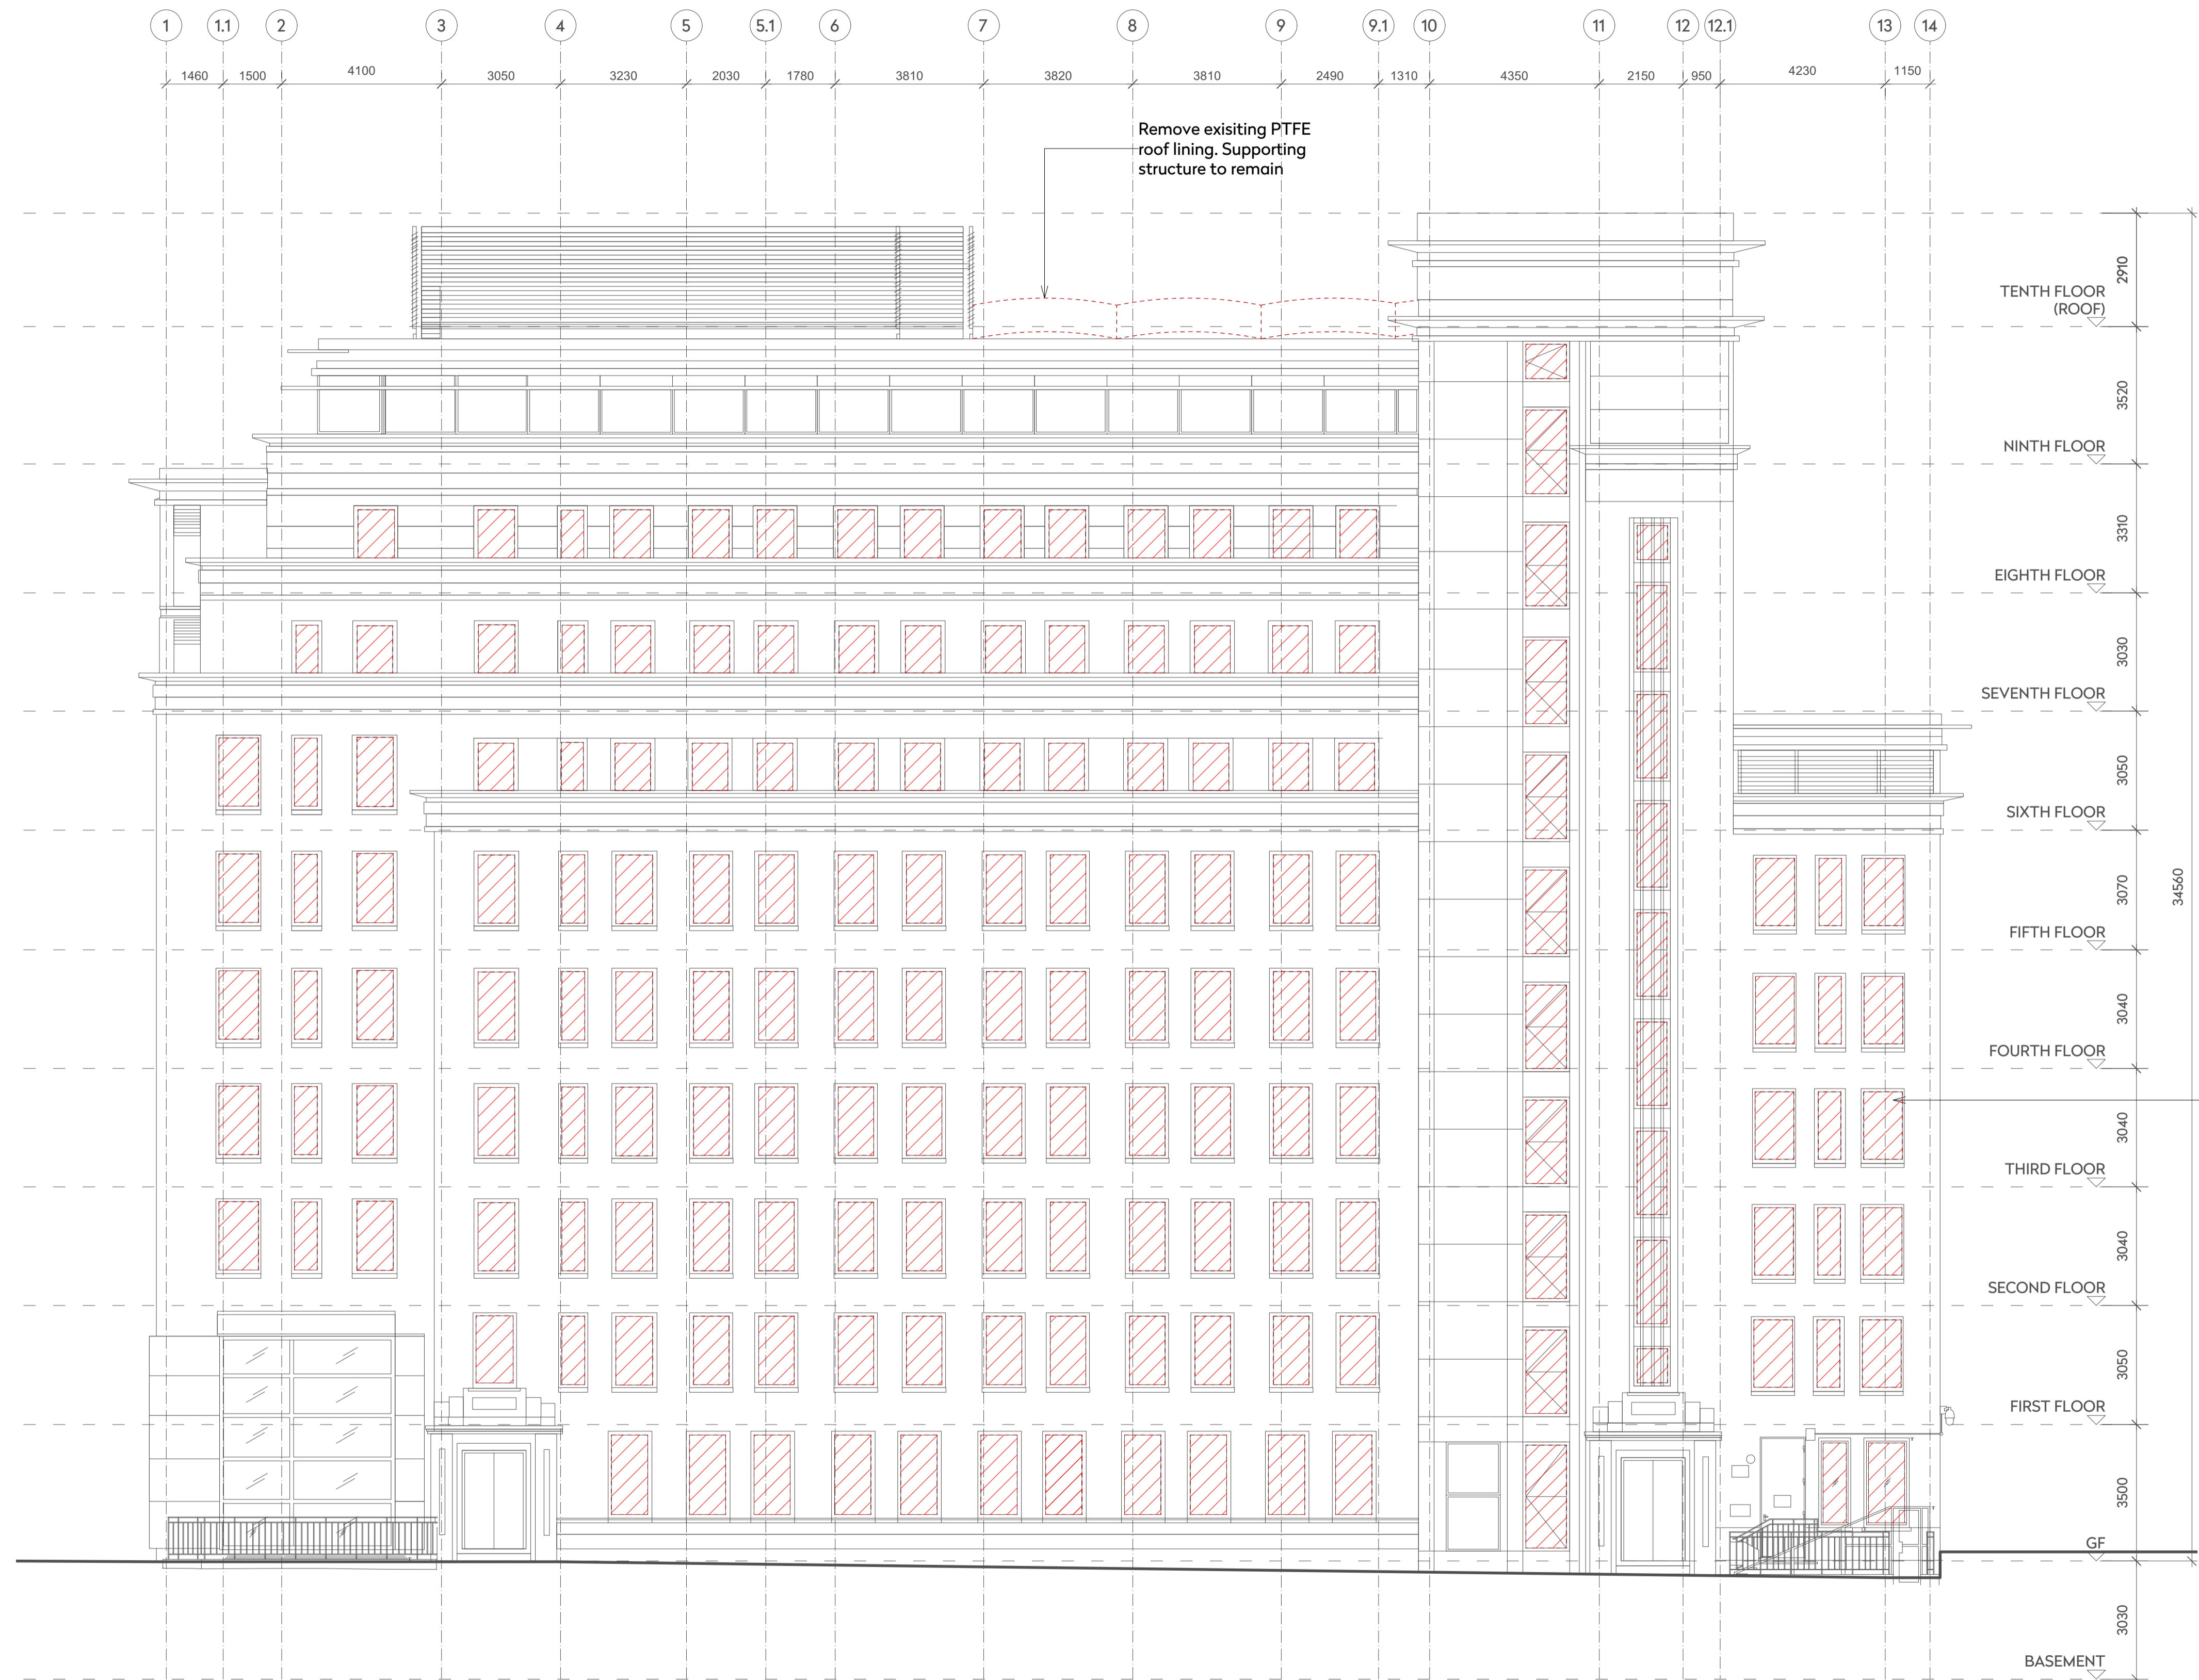 1 1.1 2 3 4 5 5.1 6 7 8 9 9.1 10 11 12 12.1 13 14
1460 1500 4100 3050 3230 2030 1780 3810 3820 3810 2490 1310 4350 2150 950 4230 1150
Remove exisiting PTFE
roof lining. Supporting
structure to remain
2910
TENTH FLOOR
(ROOF)
3520
NINTH FLOOR
3310
EIGHTH FLOOR
3030
SEVENTH FLOOR
3050
SIXTH FLOOR
3070
34560
FIFTH FLOOR
3040
FOURTH FLOOR
3040
THIRD FLOOR
3040
SECOND FLOOR
3050
FIRST FLOOR
3500
GF
3030
BASEMENT